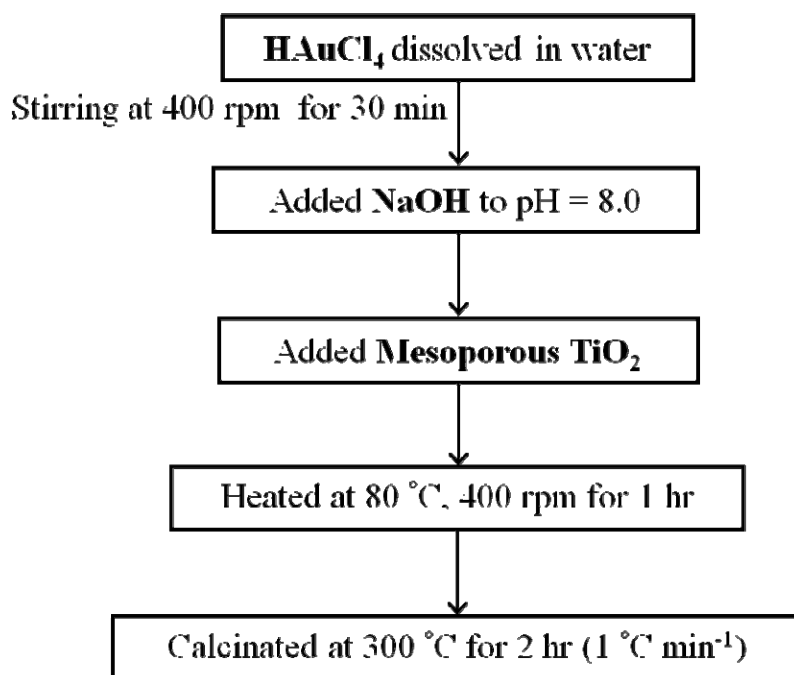 HAuCl₄ dissolved in water
Stirring at 400 rpm for 30 min
Added NaOH to pH = 8.0
Added Mesoporous TiO₂
Heated at 80 °C, 400 rpm for 1 hr
Calcinated at 300 °C for 2 hr (1 °C min⁻¹)